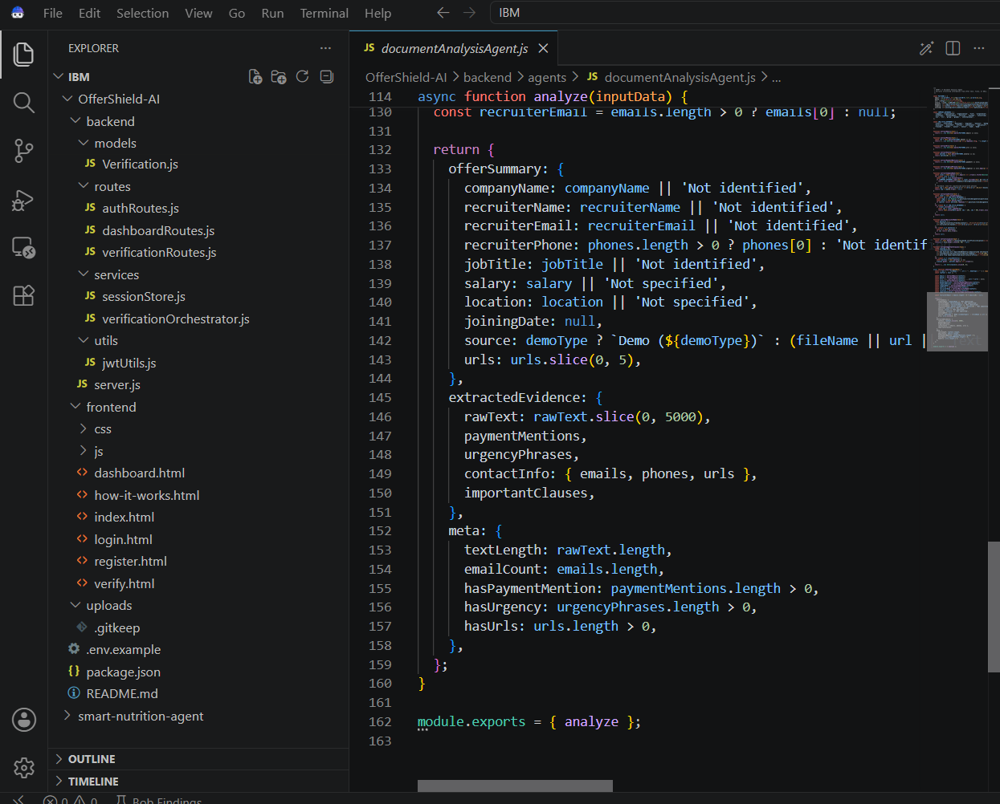 File Edit Selection View Go Run Terminal Help
IBM
EXPLORER
IBM
OfferShield-AI
backend
models
JS Verification.js
routes
JS authRoutes.js
JS dashboardRoutes.js
JS verificationRoutes.js
services
JS sessionStore.js
JS verificationOrchestrator.js
utils
JS jwtUtils.js
JS server.js
frontend
css
js
<> dashboard.html
<> how-it-works.html
<> index.html
<> login.html
<> register.html
<> verify.html
uploads
.gitkeep
.env.example
{} package.json
README.md
smart-nutrition-agent
OUTLINE
TIMELINE
0 0 Bob Findings
JS documentAnalysisAgent.js
OfferShield-AI > backend > agents > JS documentAnalysisAgent.js > ...
114 async function analyze(inputData) {
130 const recruiterEmail = emails.length > 0 ? emails[0] : null;
131
132 return {
133 offerSummary: {
134 companyName: companyName || 'Not identified',
135 recruiterName: recruiterName || 'Not identified',
136 recruiterEmail: recruiterEmail || 'Not identified',
137 recruiterPhone: phones.length > 0 ? phones[0] : 'Not identif
138 jobTitle: jobTitle || 'Not identified',
139 salary: salary || 'Not specified',
140 location: location || 'Not specified',
141 joiningDate: null,
142 source: demoType ? `Demo (${demoType})` : (fileName || url |
143 urls: urls.slice(0, 5),
144 },
145 extractedEvidence: {
146 rawText: rawText.slice(0, 5000),
147 paymentMentions,
148 urgencyPhrases,
149 contactInfo: { emails, phones, urls },
150 importantClauses,
151 },
152 meta: {
153 textLength: rawText.length,
154 emailCount: emails.length,
155 hasPaymentMention: paymentMentions.length > 0,
156 hasUrgency: urgencyPhrases.length > 0,
157 hasUrls: urls.length > 0,
158 },
159 };
160 }
161
162 module.exports = { analyze };
163